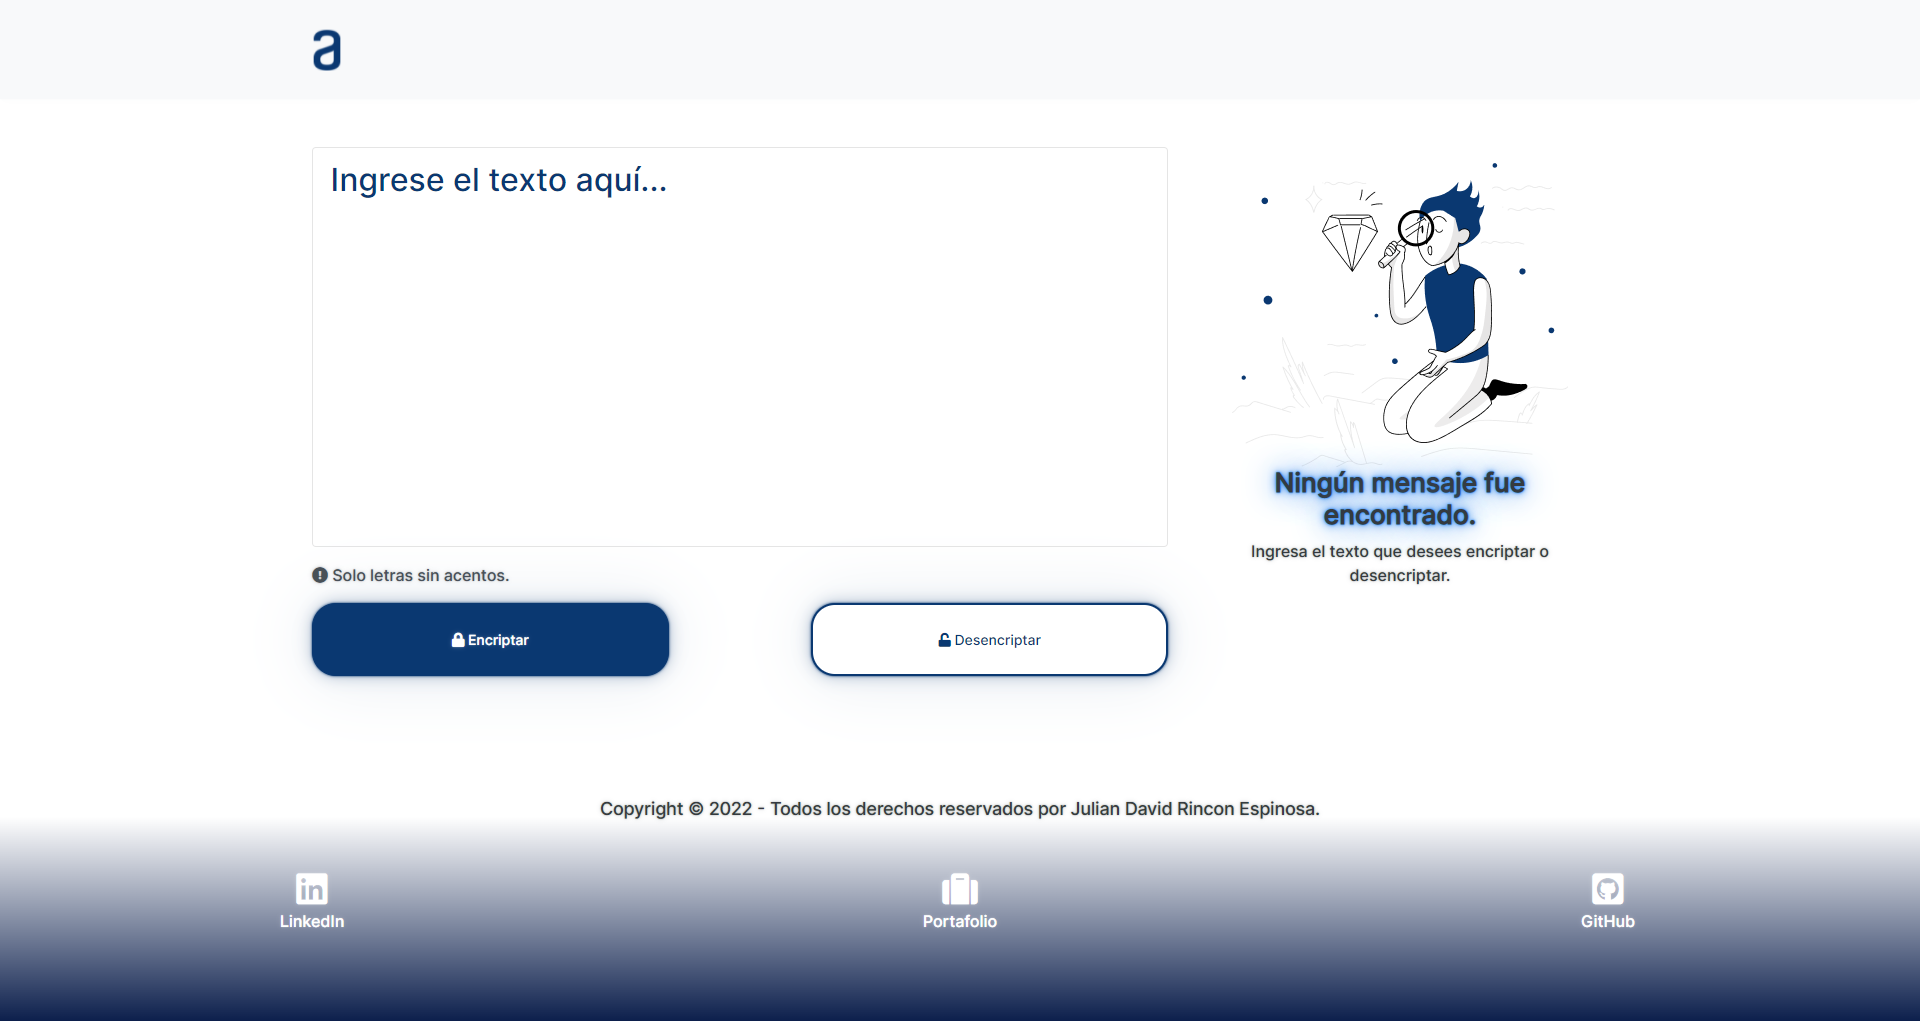 a
Ingrese el texto aquí...
Ningún mensaje fue
encontrado.
Ingresa el texto que desees encriptar o
desencriptar.
Solo letras sin acentos.
Encriptar
Desencriptar
Copyright © 2022 - Todos los derechos reservados por Julian David Rincon Espinosa.
in
LinkedIn
Portafolio
GitHub